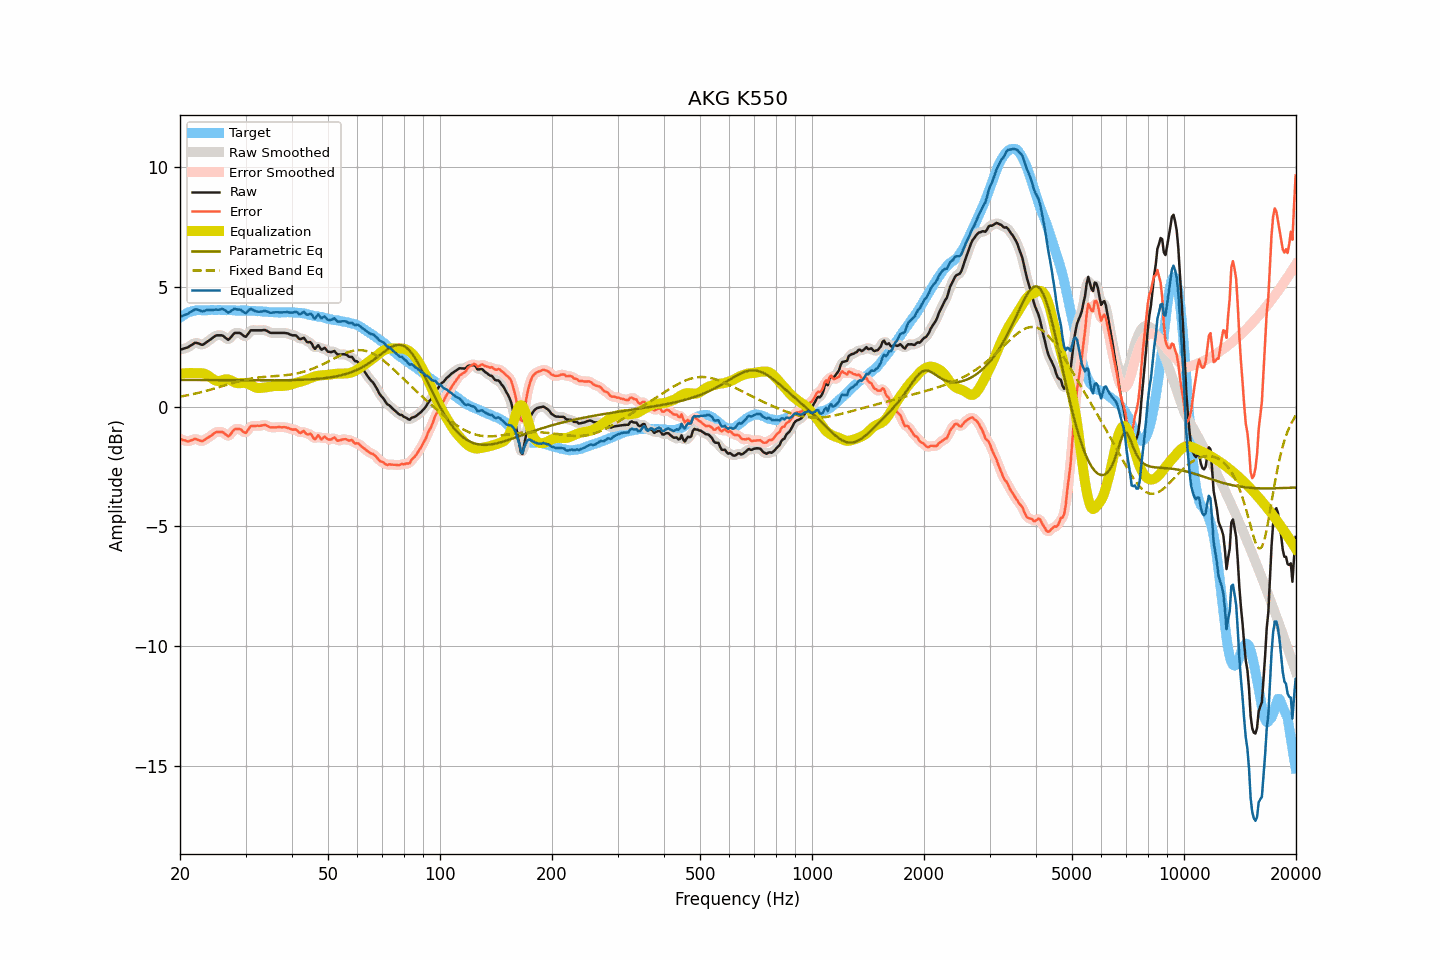 AKG K550
Target
Raw Smoothed
Error Smoothed
Raw
Error
Equalization
Parametric Eq
Fixed Band Eq
Equalized
10
5
0
−5
−10
−15
Amplitude (dBr)
20 50 100 200 500 1000 2000 5000 10000 20000
Frequency (Hz)